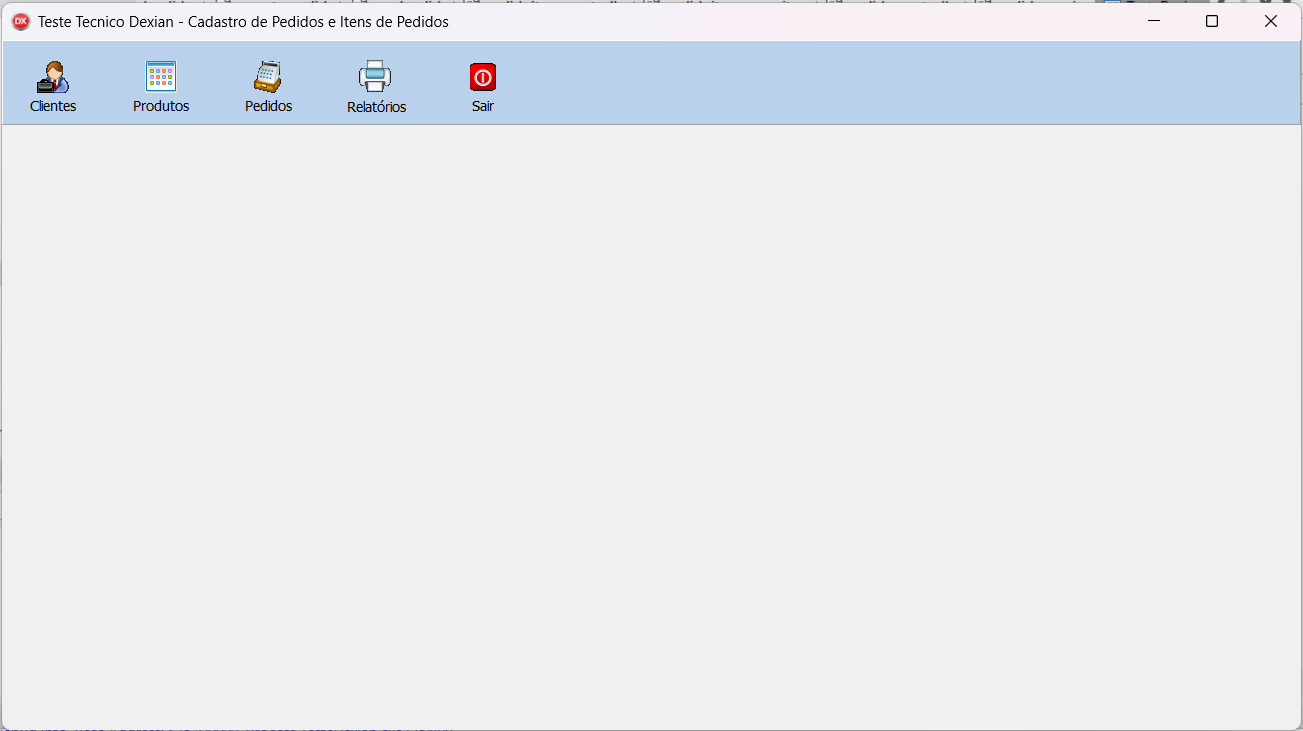 DX Teste Tecnico Dexian - Cadastro de Pedidos e Itens de Pedidos
Clientes Produtos Pedidos Relatórios Sair